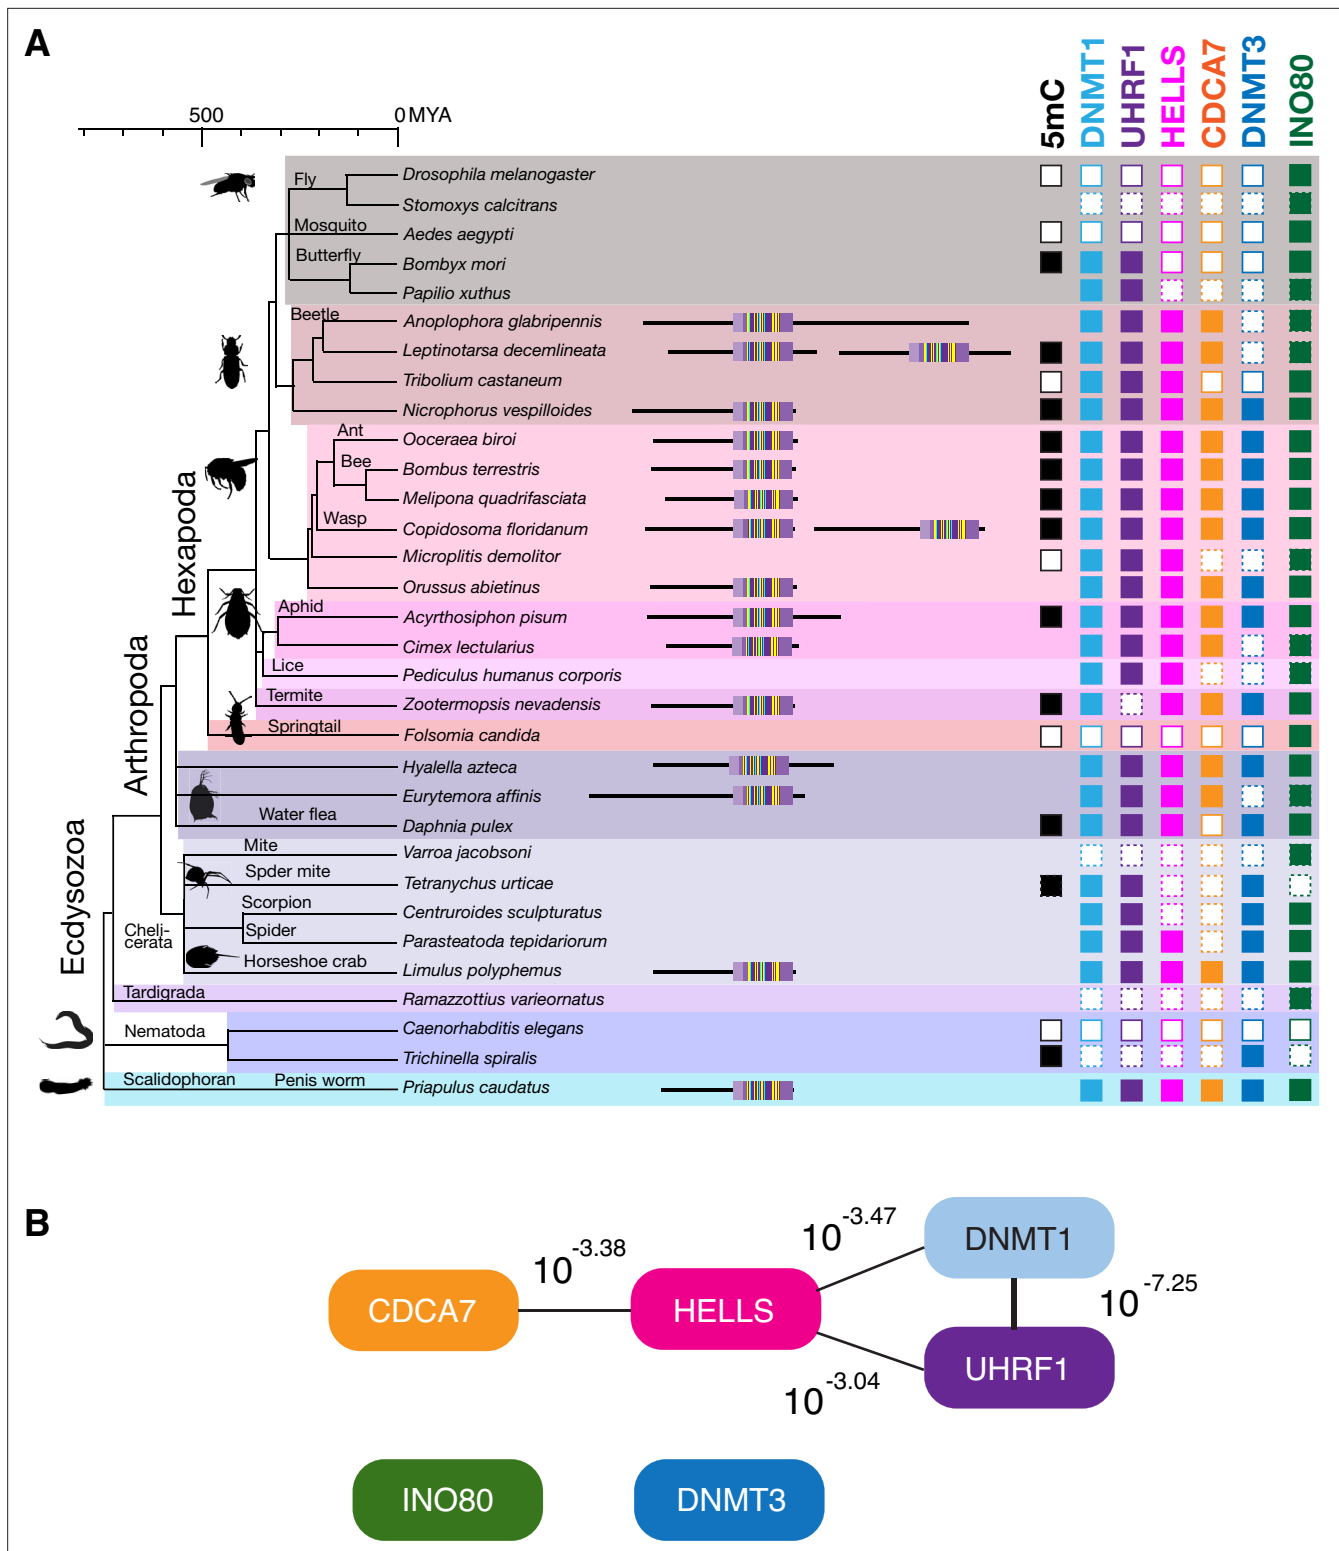 A
500
0 MYA
5mC
DNMT1
UHRF1
HELLS
CDCA7
DNMT3
INO80
Ecdysozoa
Arthropoda
Hexapoda
Fly
Drosophila melanogaster
Stomoxys calcitrans
Mosquito
Aedes aegypti
Butterfly
Bombyx mori
Papilio xuthus
Beetle
Anoplophora glabripennis
Leptinotarsa decemlineata
Tribolium castaneum
Nicrophorus vespilloides
Ant
Ooceraea biroi
Bee
Bombus terrestris
Melipona quadrifasciata
Wasp
Copidosoma floridanum
Microplitis demolitor
Orussus abietinus
Aphid
Acyrthosiphon pisum
Cimex lectularius
Lice
Pediculus humanus corporis
Termite
Zootermopsis nevadensis
Springtail
Folsomia candida
Hyalella azteca
Eurytemora affinis
Water flea
Daphnia pulex
Mite
Varroa jacobsoni
Spder mite
Tetranychus urticae
Scorpion
Centruroides sculpturatus
Cheli-
cerata
Spider
Parasteatoda tepidariorum
Horseshoe crab
Limulus polyphemus
Tardigrada
Ramazzottius varieornatus
Nematoda
Caenorhabditis elegans
Trichinella spiralis
Scalidophoran
Penis worm
Priapulus caudatus
B
CDCA7
10^-3.38
HELLS
10^-3.47
DNMT1
10^-7.25
UHRF1
10^-3.04
INO80
DNMT3